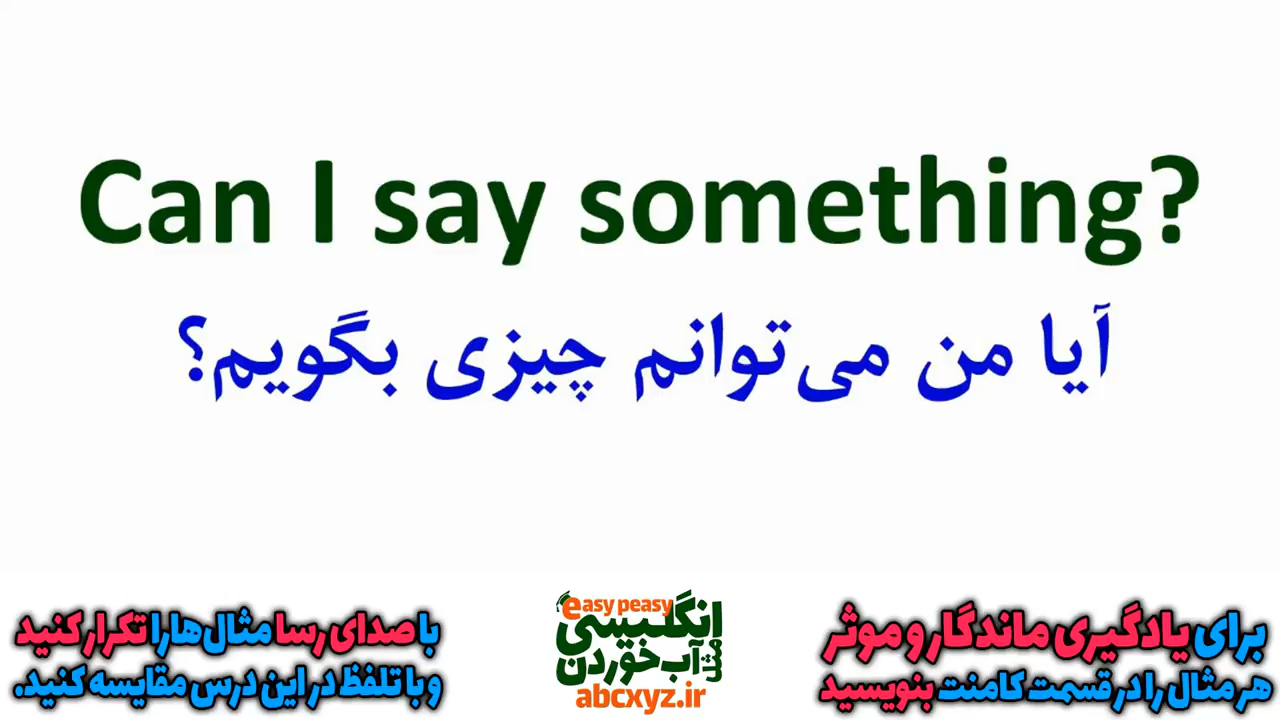 Can I say something?
آیا من می‌توانم چیزی بگویم؟
برای یادگیری ماندگار و موثر
هر مثال را در قسمت کامنت بنویسید
easy peasy
انگلیسی
مثل آب خوردن
abcxyz.ir
با صدای رسا مثال‌ها را تکرار کنید
و با تلفظ در این درس مقایسه کنید.